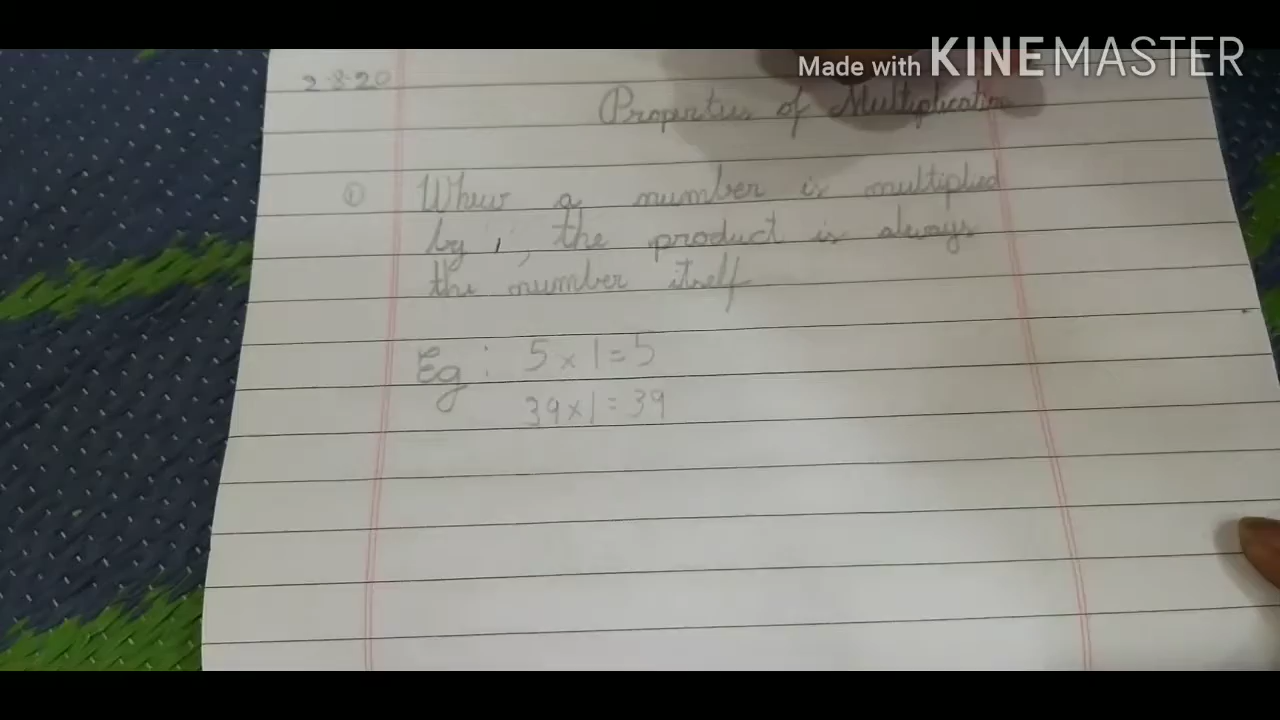 Made with KINEMASTER
2-8-20
Properties of Multiplication
① When a number is multiplied
by 1, the product is always
the number itself
Eg : 5 × 1 = 5
39 × 1 = 39